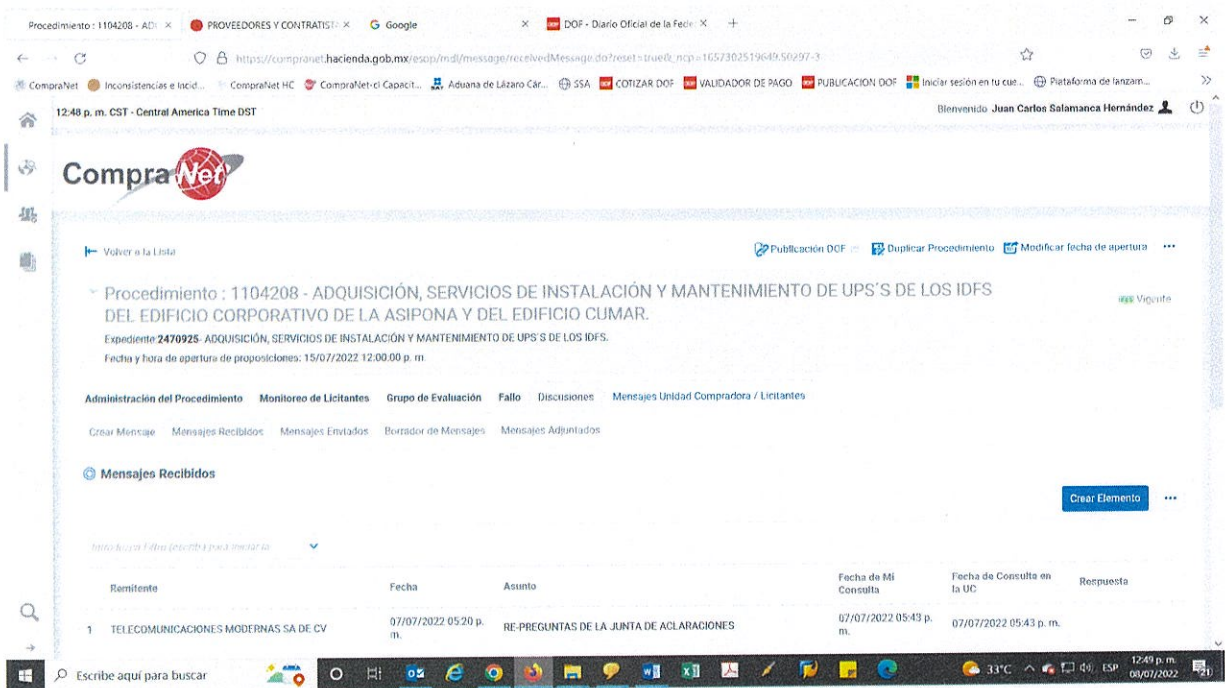 Procedimiento : 1104208 - AD
PROVEEDORES Y CONTRATIST
Google
DOF - Diario Oficial de la Fede
https://compranet.hacienda.gob.mx/esop/mdl/message/receivedMessage.do?reset=true&_ncp=1657302519649.50297-3
CompraNet
Inconsistencias e Incid...
CompraNet HC
CompraNet-cl Capacit...
Aduana de Lázaro Cár...
SSA
COTIZAR DOF
VALIDADOR DE PAGO
PUBLICACION DOF
Iniciar sesión en tu cue...
Plataforma de lanzam...
12:48 p. m. CST - Central America Time DST
Bienvenido Juan Carlos Salamanca Hernández
CompraNet
Volver a la Lista
Publicación DOF
Duplicar Procedimiento
Modificar fecha de apertura
Procedimiento : 1104208 - ADQUISICIÓN, SERVICIOS DE INSTALACIÓN Y MANTENIMIENTO DE UPS´S DE LOS IDFS
DEL EDIFICIO CORPORATIVO DE LA ASIPONA Y DEL EDIFICIO CUMAR.
Vigente
Expediente 2470925- ADQUISICIÓN, SERVICIOS DE INSTALACIÓN Y MANTENIMIENTO DE UPS´S DE LOS IDFS.
Fecha y hora de apertura de proposiciones: 15/07/2022 12:00:00 p. m.
Administración del Procedimiento
Monitoreo de Licitantes
Grupo de Evaluación
Fallo
Discusiones
Mensajes Unidad Compradora / Licitantes
Crear Mensaje
Mensajes Recibidos
Mensajes Enviados
Borrador de Mensajes
Mensajes Adjuntados
Mensajes Recibidos
Crear Elemento
Introduzca Filtro (escriba para iniciar la
Remitente
Fecha
Asunto
Fecha de Mi
Consulta
Fecha de Consulta en
la UC
Respuesta
1 TELECOMUNICACIONES MODERNAS SA DE CV
07/07/2022 05:20 p.
m.
RE-PREGUNTAS DE LA JUNTA DE ACLARACIONES
07/07/2022 05:43 p.
m.
07/07/2022 05:43 p. m.
Escribe aquí para buscar
33°C
ESP
12:49 p. m.
08/07/2022